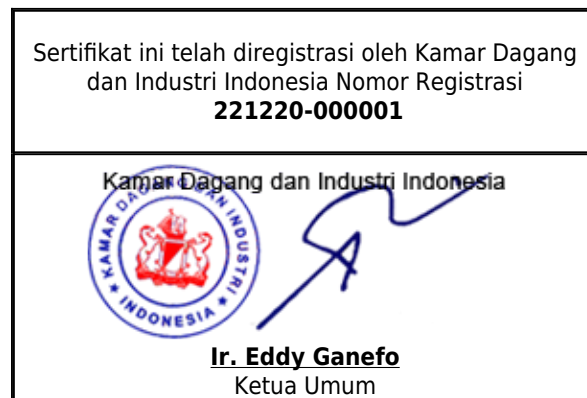 Sertifikat ini telah diregistrasi oleh Kamar Dagang
dan Industri Indonesia Nomor Registrasi
221220-000001
Kamar Dagang dan Industri Indonesia
KAMAR DAGANG DAN INDUSTRI
INDONESIA
Ir. Eddy Ganefo
Ketua Umum